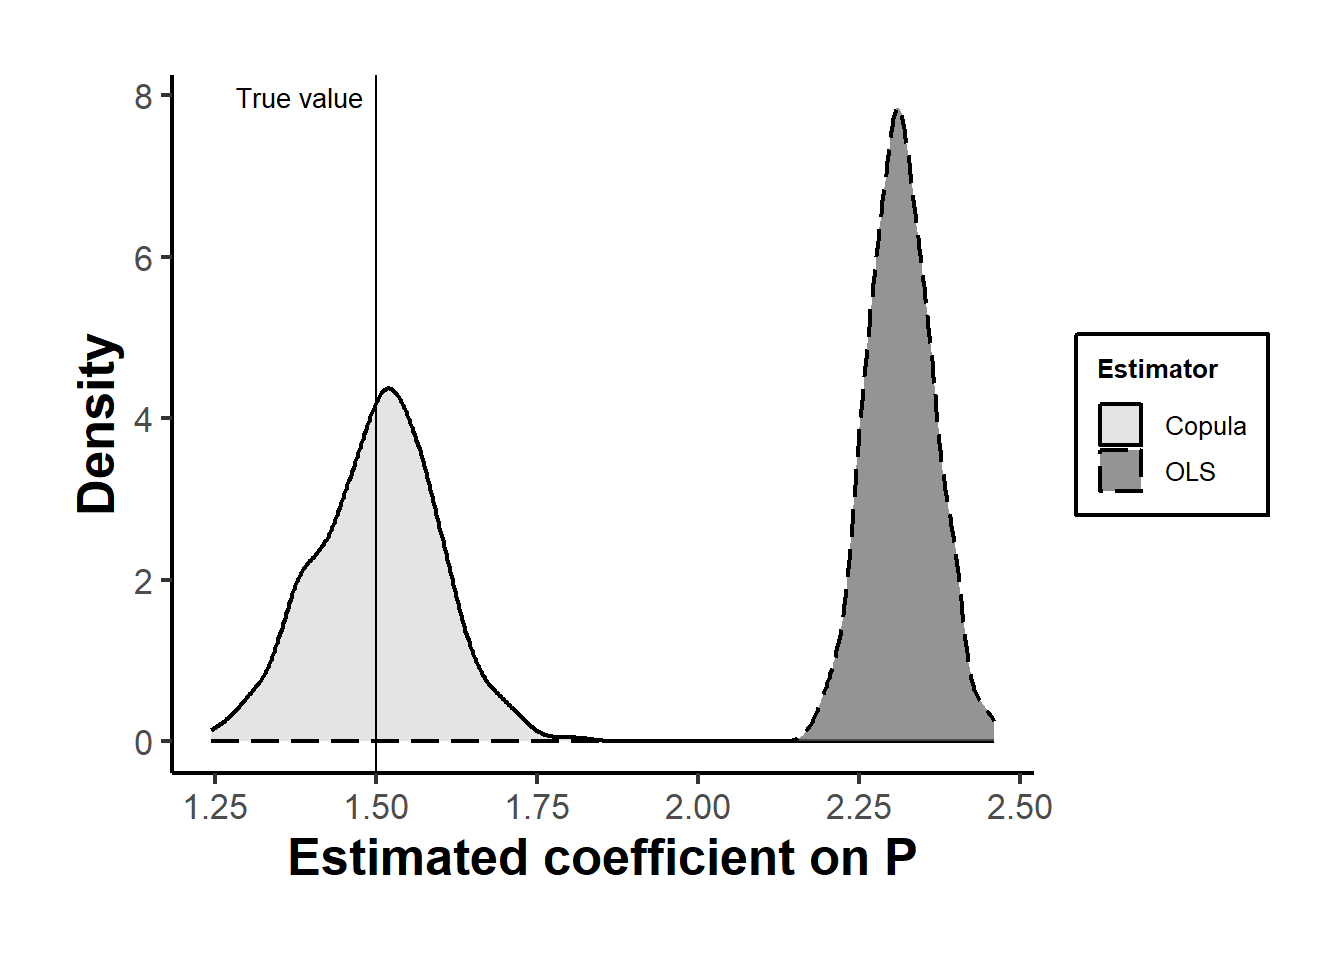 True value
8
6
4
2
0
Density
1.25 1.50 1.75 2.00 2.25 2.50
Estimated coefficient on P
Estimator
Copula
OLS